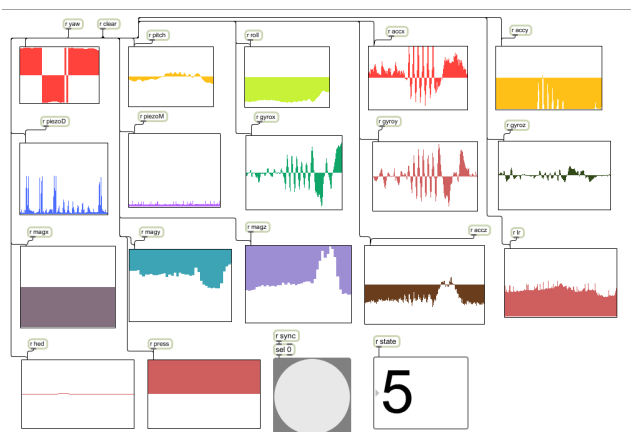 r yaw
r clear
r pitch
r roll
r accx
r accy
r piezoD
r piezoM
r gyrox
r gyroy
r gyroz
r magx
r magy
r magz
r accz
r lr
r hed
r press
r sync
sel 0
r state
5